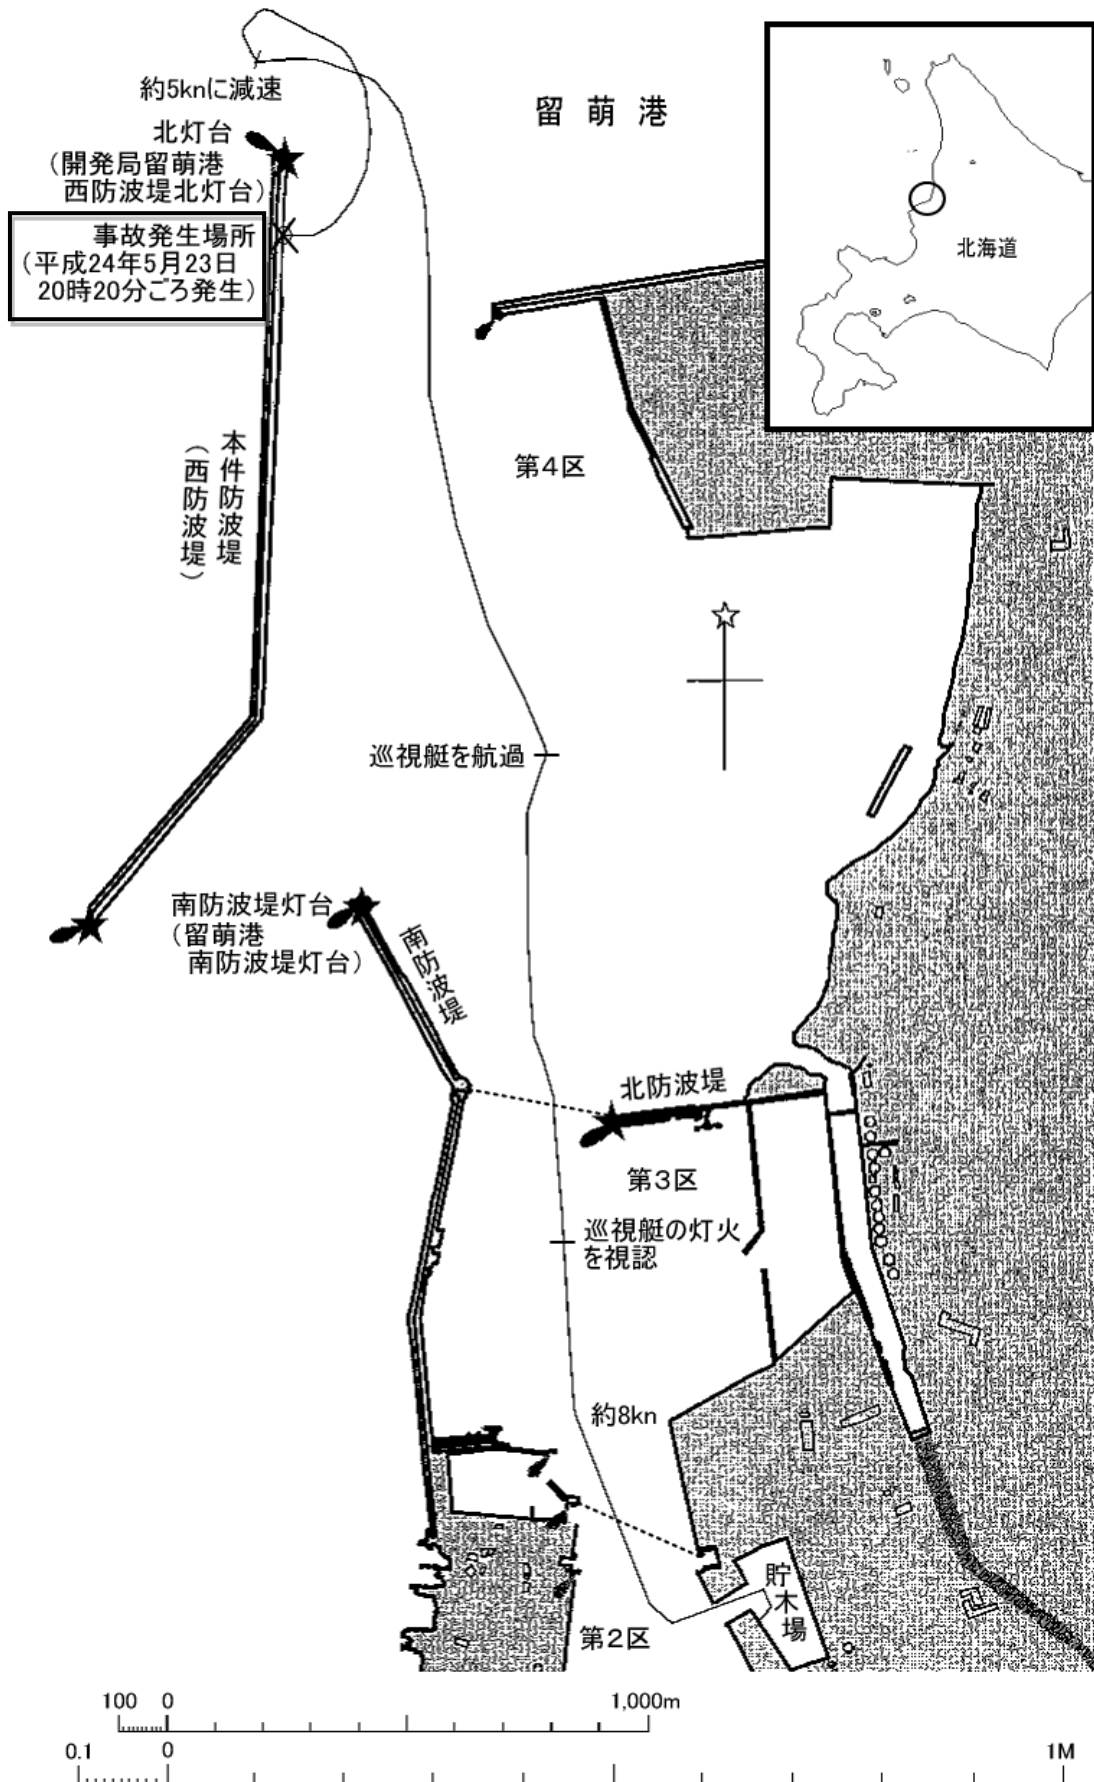 約5knに減速
留萌港
北灯台
（開発局留萌港
西防波堤北灯台）
事故発生場所
（平成24年5月23日
20時20分ごろ発生）
北海道
本件防波堤
（西防波堤）
第4区
巡視艇を航過
南防波堤灯台
（留萌港
南防波堤灯台）
南防波堤
北防波堤
第3区
巡視艇の灯火
を視認
約8kn
貯木場
第2区
100 0 1,000m
0.1 0 1M